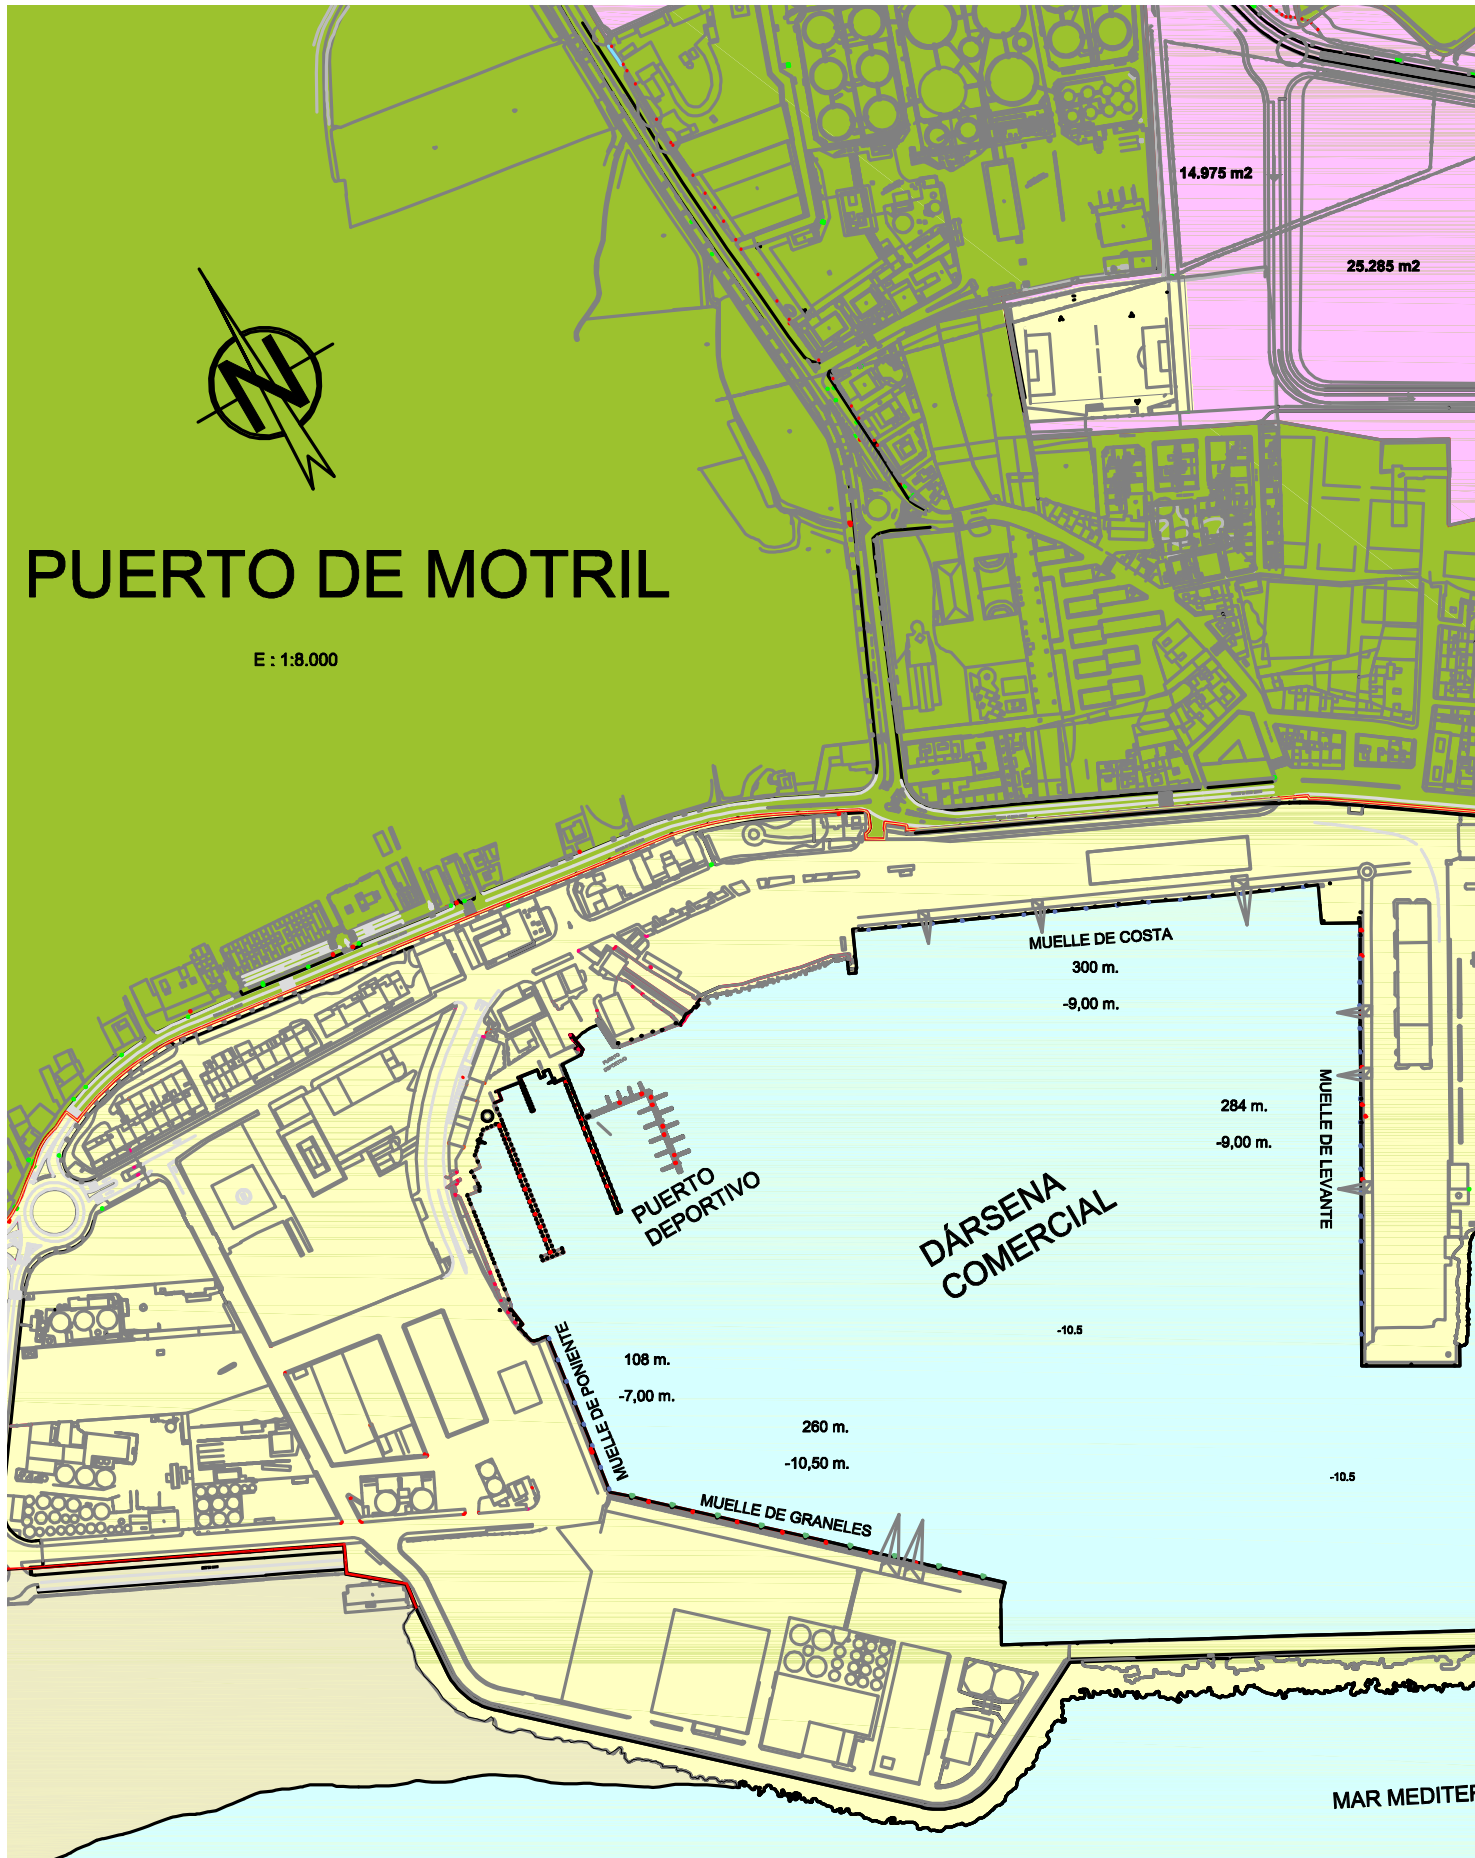 14.975 m2
25.285 m2
N
PUERTO DE MOTRIL
E : 1:8.000
MUELLE DE COSTA
300 m.
-9,00 m.
284 m.
-9,00 m.
MUELLE DE LEVANTE
PUERTO
DEPORTIVO
DÁRSENA
COMERCIAL
-10.5
MUELLE DE PONIENTE
108 m.
-7,00 m.
260 m.
-10,50 m.
-10.5
MUELLE DE GRANELES
MAR MEDITER